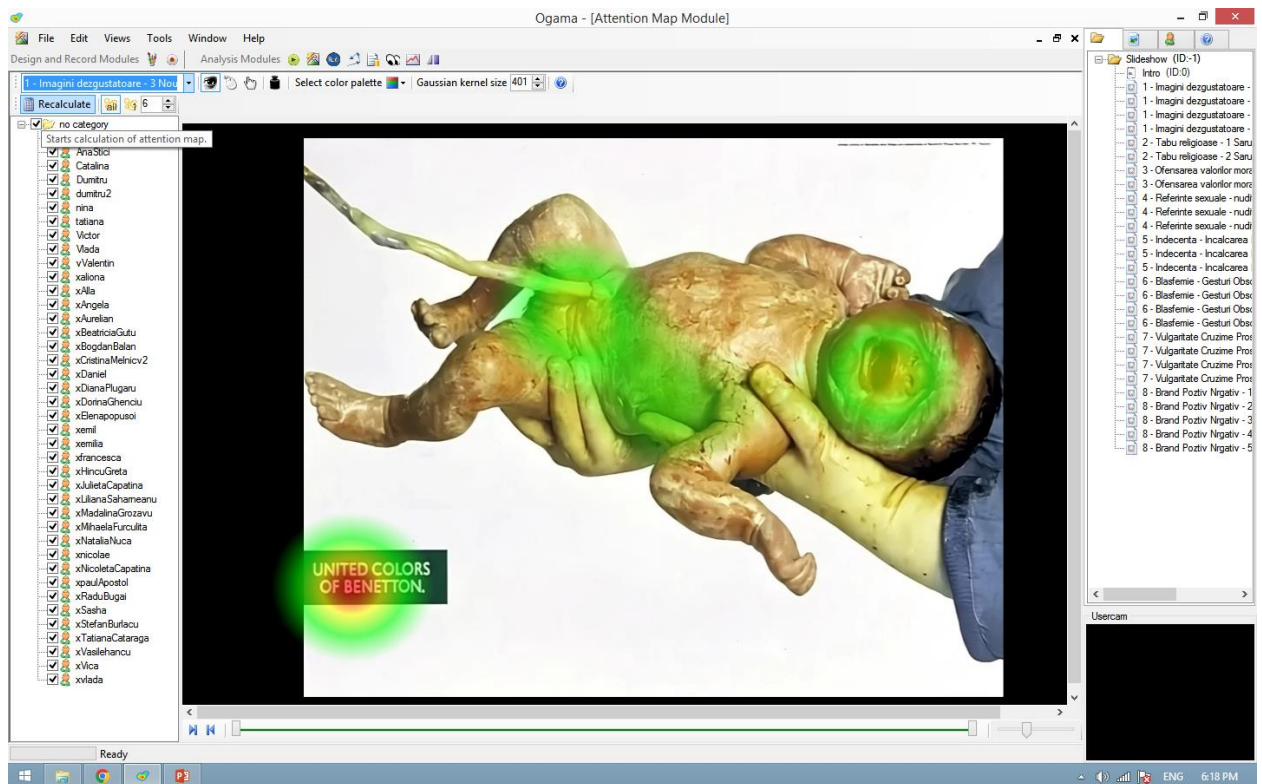 Ogama - [Attention Map Module]
File Edit Views Tools Window Help
Design and Record Modules Analysis Modules
1 - Imagini dezgustatoare - 3 Nou Select color palette Gaussian kernel size 401
Recalculate all 6
no category
Starts calculation of attention map.
AnaStici
Catalina
Dumitru
dumitru2
nina
tatiana
Victor
Vlada
vValentin
xaliona
xAlla
xAngela
xAurelian
xBeatriciaGutu
xBogdanBalan
xCristinaMelnicv2
xDaniel
xDianaPlugaru
xDorinaGhenciu
xElenapopusoi
xemil
xemilia
xfrancesca
xHincuGreta
xJulietaCapatina
xLilianaSaharneanu
xMadalinaGrozavu
xMihaelaFurculita
xNataliaNuca
xnicolae
xNicoletaCapatina
xpaulApostol
xRaduBugai
xSasha
xStefanBurlacu
xTatianaCataraga
xVasilehancu
xVica
xvlada
UNITED COLORS
OF BENETTON.
Slideshow (ID:-1)
Intro (ID:0)
1 - Imagini dezgustatoare -
1 - Imagini dezgustatoare -
1 - Imagini dezgustatoare -
1 - Imagini dezgustatoare -
2 - Tabu religioase - 1 Saru
2 - Tabu religioase - 2 Saru
3 - Ofensarea valorilor mora
3 - Ofensarea valorilor mora
4 - Referinte sexuale - nudi
4 - Referinte sexuale - nudi
4 - Referinte sexuale - nudi
5 - Indecenta - Incalcarea
5 - Indecenta - Incalcarea
5 - Indecenta - Incalcarea
6 - Blasfemie - Gesturi Obsc
6 - Blasfemie - Gesturi Obsc
6 - Blasfemie - Gesturi Obsc
6 - Blasfemie - Gesturi Obsc
7 - Vulgaritate Cruzime Pros
7 - Vulgaritate Cruzime Pros
7 - Vulgaritate Cruzime Pros
7 - Vulgaritate Cruzime Pros
8 - Brand Poztiv Nrgativ - 1
8 - Brand Poztiv Nrgativ - 2
8 - Brand Poztiv Nrgativ - 3
8 - Brand Poztiv Nrgativ - 4
8 - Brand Poztiv Nrgativ - 5
Usercam
Ready
ENG 6:18 PM